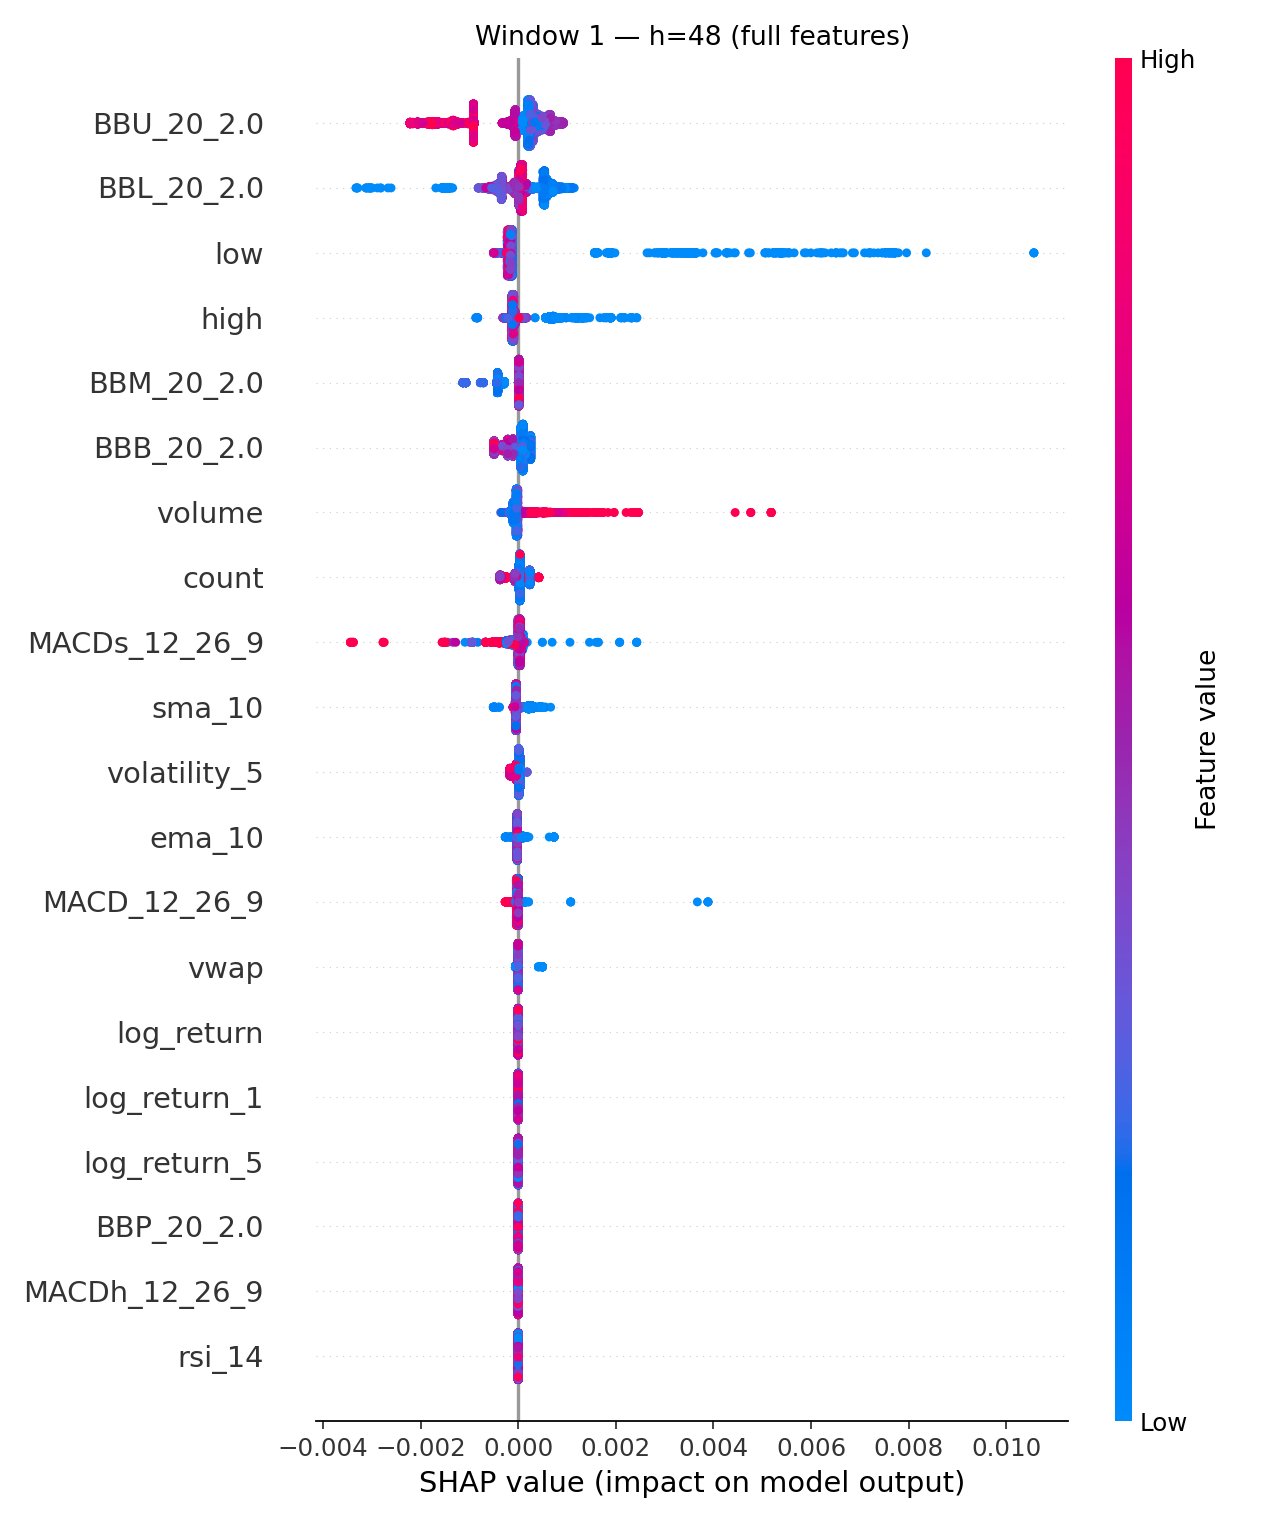 Window 1 — h=48 (full features)
High
BBU_20_2.0
BBL_20_2.0
low
high
BBM_20_2.0
BBB_20_2.0
volume
count
MACDs_12_26_9
sma_10
volatility_5
ema_10
MACD_12_26_9
vwap
log_return
log_return_1
log_return_5
BBP_20_2.0
MACDh_12_26_9
rsi_14
Feature value
Low
−0.004 −0.002 0.000 0.002 0.004 0.006 0.008 0.010
SHAP value (impact on model output)